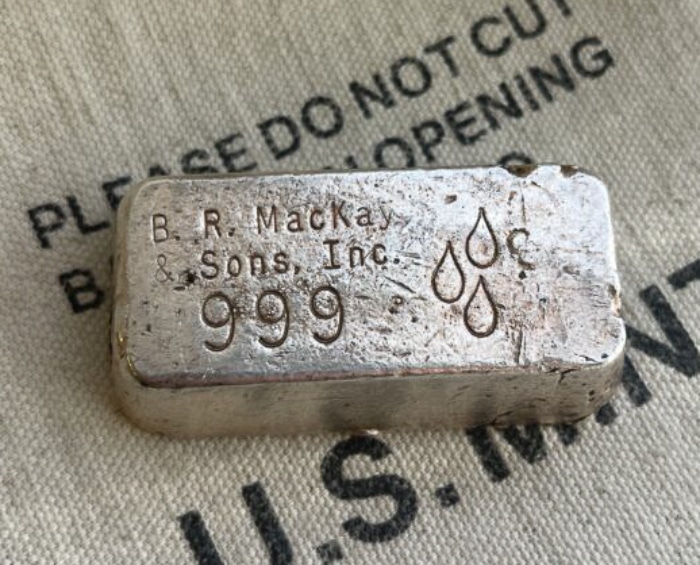 PLEASE DO NOT CUT
OPENING
B. R. MacKay
& Sons, Inc.
999
U.S. MINT